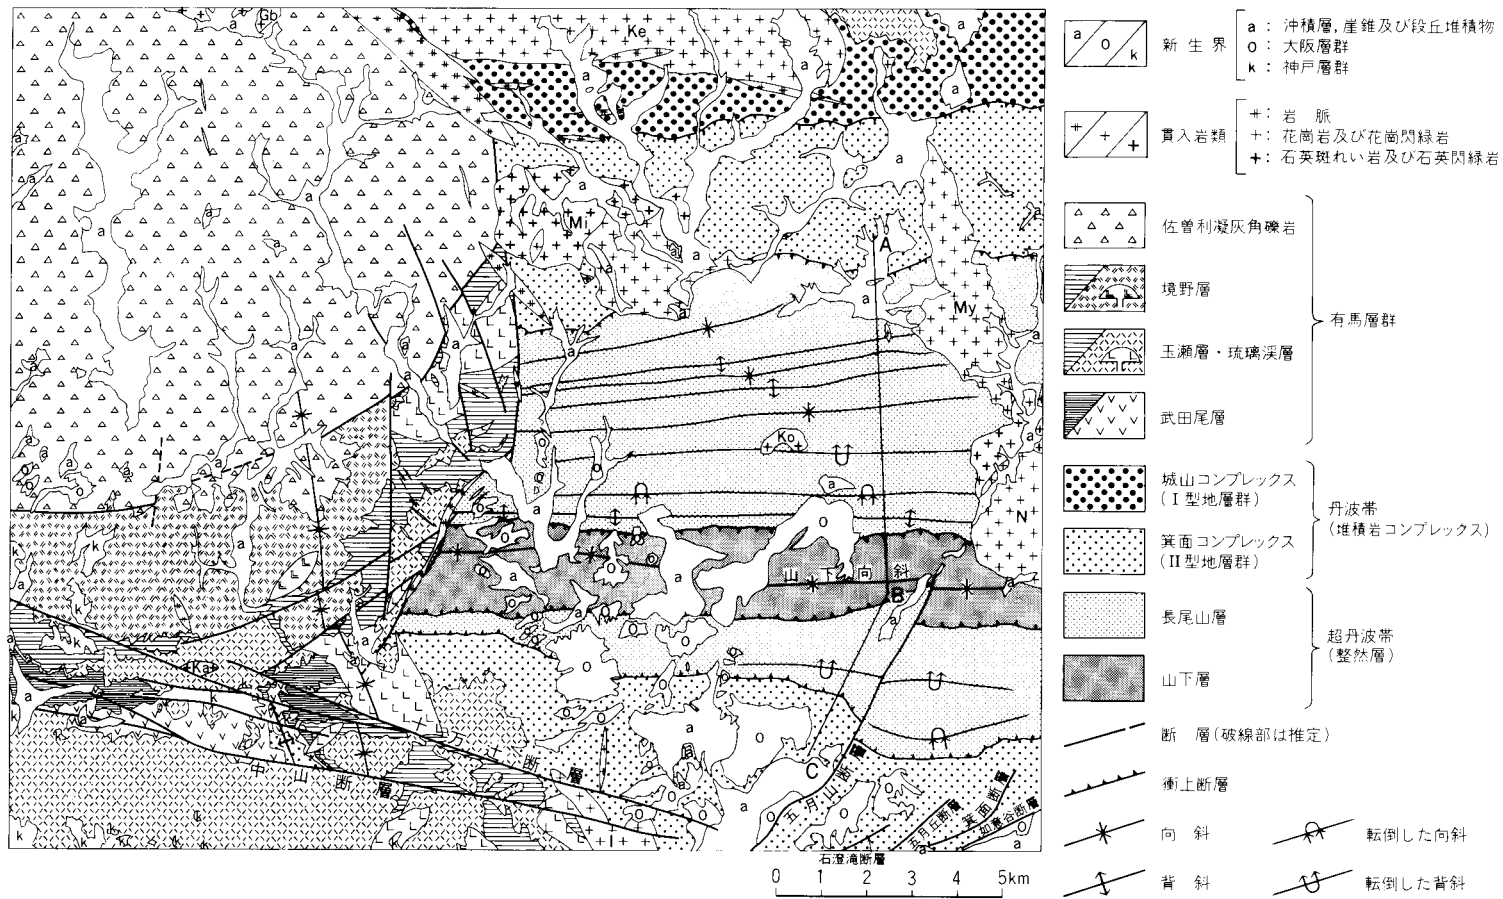 Gb
Ke
Mi
A
My
Ko
N
山下向斜
B
Ka
C
中山断層
断層
五月山断層
五月丘断層
箕面断層
如意谷断層
I
石澄滝断層
0 1 2 3 4 5km
新生界
a : 沖積層,崖錐及び段丘堆積物
o : 大阪層群
k : 神戸層群
貫入岩類
岩脈
+ : 花崗岩及び花崗閃緑岩
+ : 石英斑れい岩及び石英閃緑岩
佐曽利凝灰角礫岩
境野層
玉瀬層・琉璃渓層
武田尾層
有馬層群
城山コンプレックス
(I型地層群)
箕面コンプレックス
(II型地層群)
丹波帯
(堆積岩コンプレックス)
長尾山層
山下層
超丹波帯
(整然層)
断層(破線部は推定)
衝上断層
向斜
転倒した向斜
背斜
転倒した背斜